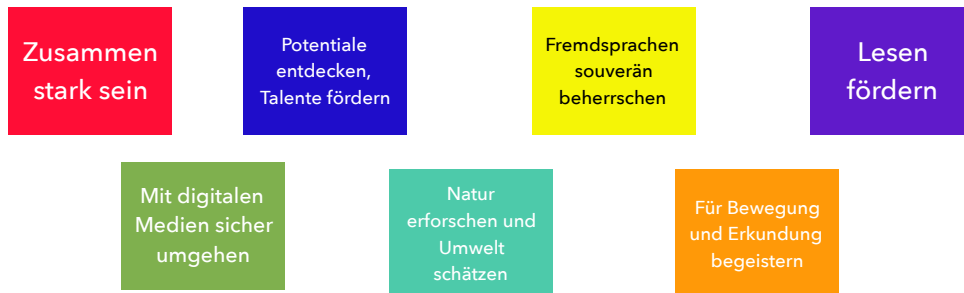 Zusammen
stark sein
Potentiale
entdecken,
Talente fördern
Fremdsprachen
souverän
beherrschen
Lesen
fördern
Mit digitalen
Medien sicher
umgehen
Natur
erforschen und
Umwelt
schätzen
Für Bewegung
und Erkundung
begeistern